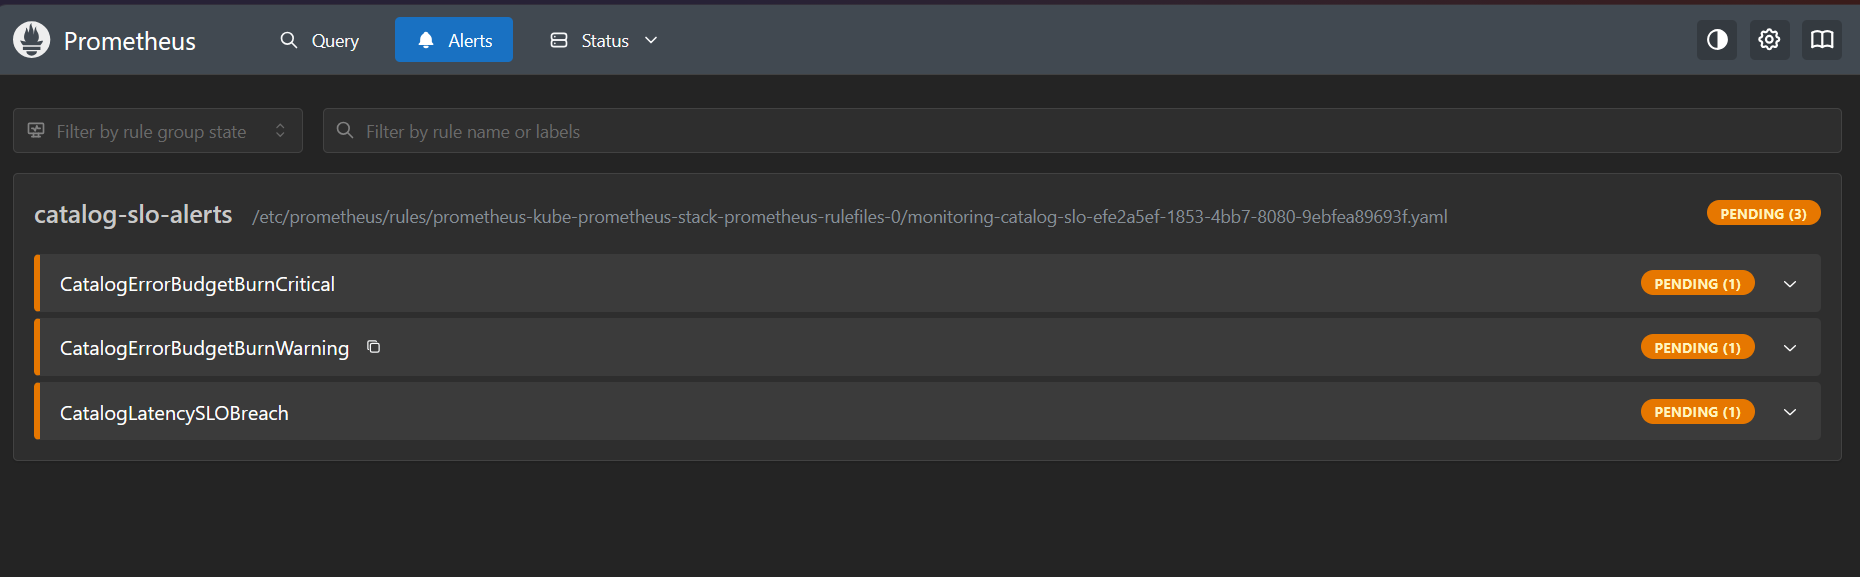 Prometheus Query Alerts Status
Filter by rule group state Filter by rule name or labels
catalog-slo-alerts /etc/prometheus/rules/prometheus-kube-prometheus-stack-prometheus-rulefiles-0/monitoring-catalog-slo-efe2a5ef-1853-4bb7-8080-9ebfea89693f.yaml PENDING (3)
CatalogErrorBudgetBurnCritical PENDING (1)
CatalogErrorBudgetBurnWarning PENDING (1)
CatalogLatencySLOBreach PENDING (1)